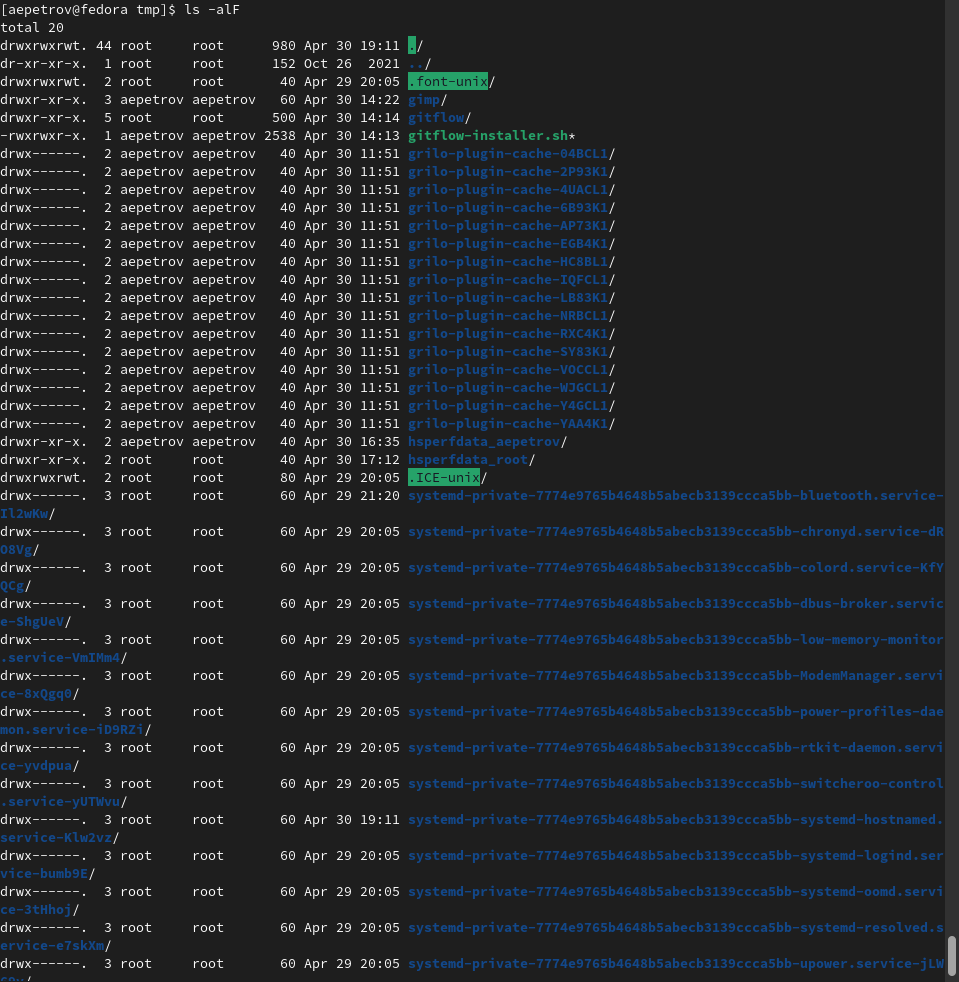 [aepetrov@fedora tmp]$ ls -alF
total 20
drwxrwxrwt. 44 root     root      980 Apr 30 19:11 ./
dr-xr-xr-x.  1 root     root      152 Oct 26  2021 ../
drwxrwxrwt.  2 root     root       40 Apr 29 20:05 .font-unix/
drwxr-xr-x.  3 aepetrov aepetrov   60 Apr 30 14:22 gimp/
drwxr-xr-x.  5 root     root      500 Apr 30 14:14 gitflow/
-rwxrwxr-x.  1 aepetrov aepetrov 2538 Apr 30 14:13 gitflow-installer.sh*
drwx------.  2 aepetrov aepetrov   40 Apr 30 11:51 grilo-plugin-cache-04BCL1/
drwx------.  2 aepetrov aepetrov   40 Apr 30 11:51 grilo-plugin-cache-2P93K1/
drwx------.  2 aepetrov aepetrov   40 Apr 30 11:51 grilo-plugin-cache-4UACL1/
drwx------.  2 aepetrov aepetrov   40 Apr 30 11:51 grilo-plugin-cache-6B93K1/
drwx------.  2 aepetrov aepetrov   40 Apr 30 11:51 grilo-plugin-cache-AP73K1/
drwx------.  2 aepetrov aepetrov   40 Apr 30 11:51 grilo-plugin-cache-EGB4K1/
drwx------.  2 aepetrov aepetrov   40 Apr 30 11:51 grilo-plugin-cache-HC8BL1/
drwx------.  2 aepetrov aepetrov   40 Apr 30 11:51 grilo-plugin-cache-IQFCL1/
drwx------.  2 aepetrov aepetrov   40 Apr 30 11:51 grilo-plugin-cache-LB83K1/
drwx------.  2 aepetrov aepetrov   40 Apr 30 11:51 grilo-plugin-cache-NRBCL1/
drwx------.  2 aepetrov aepetrov   40 Apr 30 11:51 grilo-plugin-cache-RXC4K1/
drwx------.  2 aepetrov aepetrov   40 Apr 30 11:51 grilo-plugin-cache-SY83K1/
drwx------.  2 aepetrov aepetrov   40 Apr 30 11:51 grilo-plugin-cache-VOCCL1/
drwx------.  2 aepetrov aepetrov   40 Apr 30 11:51 grilo-plugin-cache-WJGCL1/
drwx------.  2 aepetrov aepetrov   40 Apr 30 11:51 grilo-plugin-cache-Y4GCL1/
drwx------.  2 aepetrov aepetrov   40 Apr 30 11:51 grilo-plugin-cache-YAA4K1/
drwxr-xr-x.  2 aepetrov aepetrov   40 Apr 30 16:35 hsperfdata_aepetrov/
drwxr-xr-x.  2 root     root       40 Apr 30 17:12 hsperfdata_root/
drwxrwxrwt.  2 root     root       80 Apr 29 20:05 .ICE-unix/
drwx------.  3 root     root       60 Apr 29 21:20 systemd-private-7774e9765b4648b5abecb3139ccca5bb-bluetooth.service-
Il2wKw/
drwx------.  3 root     root       60 Apr 29 20:05 systemd-private-7774e9765b4648b5abecb3139ccca5bb-chronyd.service-dR
O8Vg/
drwx------.  3 root     root       60 Apr 29 20:05 systemd-private-7774e9765b4648b5abecb3139ccca5bb-colord.service-KfY
QCg/
drwx------.  3 root     root       60 Apr 29 20:05 systemd-private-7774e9765b4648b5abecb3139ccca5bb-dbus-broker.servic
e-ShgUeV/
drwx------.  3 root     root       60 Apr 29 20:05 systemd-private-7774e9765b4648b5abecb3139ccca5bb-low-memory-monitor
.service-VmIMm4/
drwx------.  3 root     root       60 Apr 29 20:05 systemd-private-7774e9765b4648b5abecb3139ccca5bb-ModemManager.servi
ce-8xQgq0/
drwx------.  3 root     root       60 Apr 29 20:05 systemd-private-7774e9765b4648b5abecb3139ccca5bb-power-profiles-dae
mon.service-iD9RZi/
drwx------.  3 root     root       60 Apr 29 20:05 systemd-private-7774e9765b4648b5abecb3139ccca5bb-rtkit-daemon.servi
ce-yvdpua/
drwx------.  3 root     root       60 Apr 29 20:05 systemd-private-7774e9765b4648b5abecb3139ccca5bb-switcheroo-control
.service-yUTWvu/
drwx------.  3 root     root       60 Apr 30 19:11 systemd-private-7774e9765b4648b5abecb3139ccca5bb-systemd-hostnamed.
service-Klw2vz/
drwx------.  3 root     root       60 Apr 29 20:05 systemd-private-7774e9765b4648b5abecb3139ccca5bb-systemd-logind.ser
vice-bumb9E/
drwx------.  3 root     root       60 Apr 29 20:05 systemd-private-7774e9765b4648b5abecb3139ccca5bb-systemd-oomd.servi
ce-3tHhoj/
drwx------.  3 root     root       60 Apr 29 20:05 systemd-private-7774e9765b4648b5abecb3139ccca5bb-systemd-resolved.s
ervice-e7skXm/
drwx------.  3 root     root       60 Apr 29 20:05 systemd-private-7774e9765b4648b5abecb3139ccca5bb-upower.service-jLW